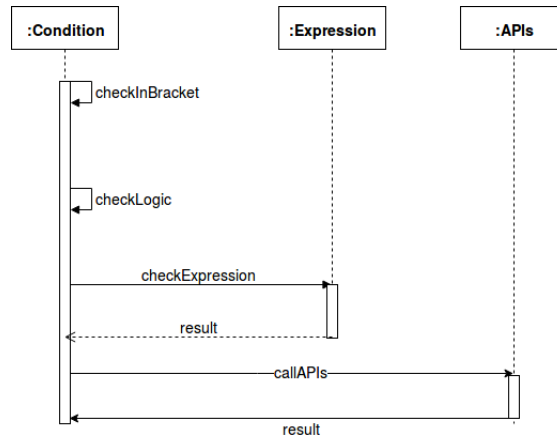 :Condition
:Expression
:APIs
checkInBracket
checkLogic
checkExpression
result
callAPIs
result